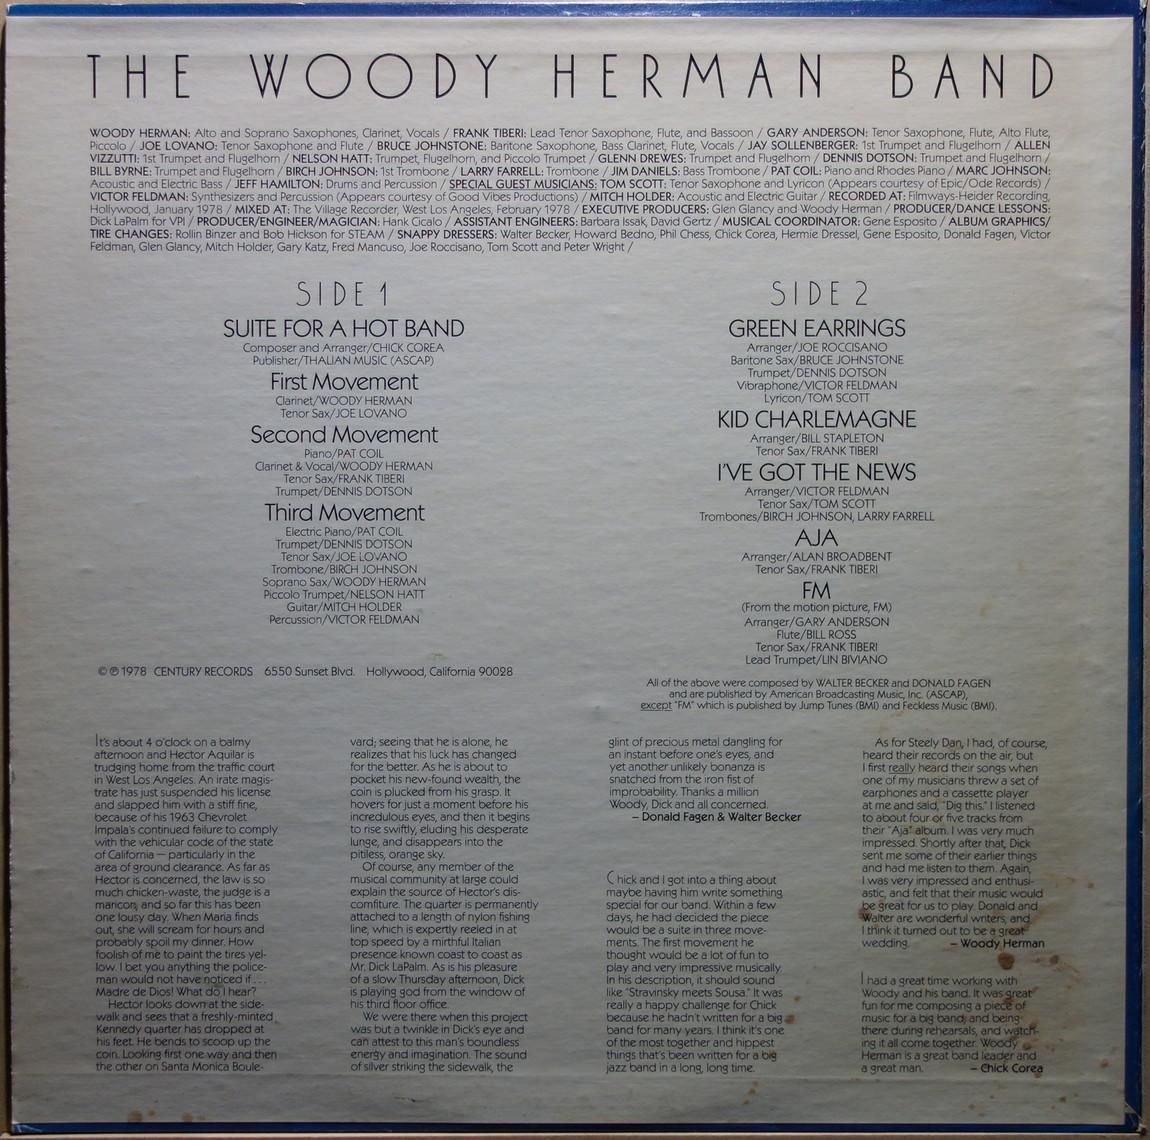 THE WOODY HERMAN BAND
WOODY HERMAN: Alto and Soprano Saxophones, Clarinet, Vocals / FRANK TIBERI: Lead Tenor Saxophone, Flute, and Bassoon / GARY ANDERSON: Tenor Saxophone, Flute, Alto Flute,
Piccolo / JOE LOVANO: Tenor Saxophone and Flute / BRUCE JOHNSTONE: Baritone Saxophone, Bass Clarinet, Flute, Vocals / JAY SOLLENBERGER: 1st Trumpet and Flugelhorn / ALLEN
VIZZUTTI: 1st Trumpet and Flugelhorn / NELSON HATT: Trumpet, Flugelhorn, and Piccolo Trumpet / GLENN DREWES: Trumpet and Flugelhorn / DENNIS DOTSON: Trumpet and Flugelhorn /
BILL BYRNE: Trumpet and Flugelhorn / BIRCH JOHNSON: 1st Trombone / LARRY FARRELL: Trombone / JIM DANIELS: Bass Trombone / PAT COIL: Piano and Rhodes Piano / MARC JOHNSON:
Acoustic and Electric Bass / JEFF HAMILTON: Drums and Percussion / SPECIAL GUEST MUSICIANS: TOM SCOTT: Tenor Saxophone and Lyricon (Appears courtesy of Epic/Ode Records) /
VICTOR FELDMAN: Synthesizers and Percussion (Appears courtesy of Good Vibes Productions) / MITCH HOLDER: Acoustic and Electric Guitar / RECORDED AT: Filmways-Heider Recording,
Hollywood, January 1978 / MIXED AT: The Village Recorder, West Los Angeles, February 1978 / EXECUTIVE PRODUCERS: Glen Glancy and Woody Herman / PRODUCER/DANCE LESSONS:
Dick LaPalm for VPI / PRODUCER/ENGINEER/MAGICIAN: Hank Cicalo / ASSISTANT ENGINEERS: Barbara Issak, David Gertz / MUSICAL COORDINATOR: Gene Esposito / ALBUM GRAPHICS/
TIRE CHANGES: Rollin Binzer and Bob Hickson for STEAM / SNAPPY DRESSERS: Walter Becker, Howard Bedno, Phil Chess, Chick Corea, Hermie Dressel, Gene Esposito, Donald Fagen, Victor
Feldman, Glen Glancy, Mitch Holder, Gary Katz, Fred Mancuso, Joe Roccisano, Tom Scott and Peter Wright /
SIDE 1
SUITE FOR A HOT BAND
Composer and Arranger/CHICK COREA
Publisher/THALIAN MUSIC (ASCAP)
First Movement
Clarinet/WOODY HERMAN
Tenor Sax/JOE LOVANO
Second Movement
Piano/PAT COIL
Clarinet & Vocal/WOODY HERMAN
Tenor Sax/FRANK TIBERI
Trumpet/DENNIS DOTSON
Third Movement
Electric Piano/PAT COIL
Trumpet/DENNIS DOTSON
Tenor Sax/JOE LOVANO
Trombone/BIRCH JOHNSON
Soprano Sax/WOODY HERMAN
Piccolo Trumpet/NELSON HATT
Guitar/MITCH HOLDER
Percussion/VICTOR FELDMAN
© ℗ 1978 CENTURY RECORDS 6550 Sunset Blvd. Hollywood, California 90028
SIDE 2
GREEN EARRINGS
Arranger/JOE ROCCISANO
Baritone Sax/BRUCE JOHNSTONE
Trumpet/DENNIS DOTSON
Vibraphone/VICTOR FELDMAN
Lyricon/TOM SCOTT
KID CHARLEMAGNE
Arranger/BILL STAPLETON
Tenor Sax/FRANK TIBERI
I'VE GOT THE NEWS
Arranger/VICTOR FELDMAN
Tenor Sax/TOM SCOTT
Trombones/BIRCH JOHNSON, LARRY FARRELL
AJA
Arranger/ALAN BROADBENT
Tenor Sax/FRANK TIBERI
FM
(From the motion picture, FM)
Arranger/GARY ANDERSON
Flute/BILL ROSS
Tenor Sax/FRANK TIBERI
Lead Trumpet/LIN BIVIANO
All of the above were composed by WALTER BECKER and DONALD FAGEN
and are published by American Broadcasting Music, Inc. (ASCAP),
except "FM" which is published by Jump Tunes (BMI) and Feckless Music (BMI).
It's about 4 o'clock on a balmy
afternoon and Hector Aguilar is
trudging home from the traffic court
in West Los Angeles. An irate magis-
trate has just suspended his license
and slapped him with a stiff fine,
because of his 1963 Chevrolet
Impala's continued failure to comply
with the vehicular code of the state
of California — particularly in the
area of ground clearance. As far as
Hector is concerned, the law is so
much chicken-waste, the judge is a
maricon; and so far this has been
one lousy day. When Maria finds
out, she will scream for hours and
probably spoil my dinner. How
foolish of me to paint the tires yel-
low. I bet you anything the police-
man would not have noticed if . . .
Madre de Dios! What do I hear?
Hector looks down at the side-
walk and sees that a freshly-minted
Kennedy quarter has dropped at
his feet. He bends to scoop up the
coin. Looking first one way and then
the other on Santa Monica Boule-
vard; seeing that he is alone, he
realizes that his luck has changed
for the better. As he is about to
pocket his new-found wealth, the
coin is plucked from his grasp. It
hovers for just a moment before his
incredulous eyes, and then it begins
to rise swiftly, eluding his desperate
lunge, and disappears into the
pitiless, orange sky.
Of course, any member of the
musical community at large could
explain the source of Hector's dis-
comfiture. The quarter is permanently
attached to a length of nylon fishing
line, which is expertly reeled in at
top speed by a mirthful Italian
presence known coast to coast as
Mr. Dick LaPalm. As is his pleasure
of a slow Thursday afternoon, Dick
is playing god from the window of
his third floor office.
We were there when this project
was but a twinkle in Dick's eye and
can attest to this man's boundless
energy and imagination. The sound
of silver striking the sidewalk, the
glint of precious metal dangling for
an instant before one's eyes, and
yet another unlikely bonanza is
snatched from the iron fist of
improbability. Thanks a million
Woody, Dick and all concerned.
– Donald Fagen & Walter Becker
Chick and I got into a thing about
maybe having him write something
special for our band. Within a few
days, he had decided the piece
would be a suite in three move-
ments. The first movement he
thought would be a lot of fun to
play and very impressive musically.
In his description, it should sound
like "Stravinsky meets Sousa." It was
really a happy challenge for Chick
because he hadn't written for a big
band for many years. I think it's one
of the most together and hippest
things that's been written for a big
jazz band in a long, long time.
As for Steely Dan, I had, of course,
heard their records on the air, but
I first really heard their songs when
one of my musicians threw a set of
earphones and a cassette player
at me and said, "Dig this." I listened
to about four or five tracks from
their "Aja" album. I was very much
impressed. Shortly after that, Dick
sent me some of their earlier things
and had me listen to them. Again,
I was very impressed and enthusi-
astic, and felt that their music would
be great for us to play. Donald and
Walter are wonderful writers, and
I think it turned out to be a great
wedding. – Woody Herman
I had a great time working with
Woody and his band. It was great
fun for me composing a piece of
music for a big band; and being
there during rehearsals, and watch-
ing it all come together. Woody
Herman is a great band leader and
a great man. – Chick Corea